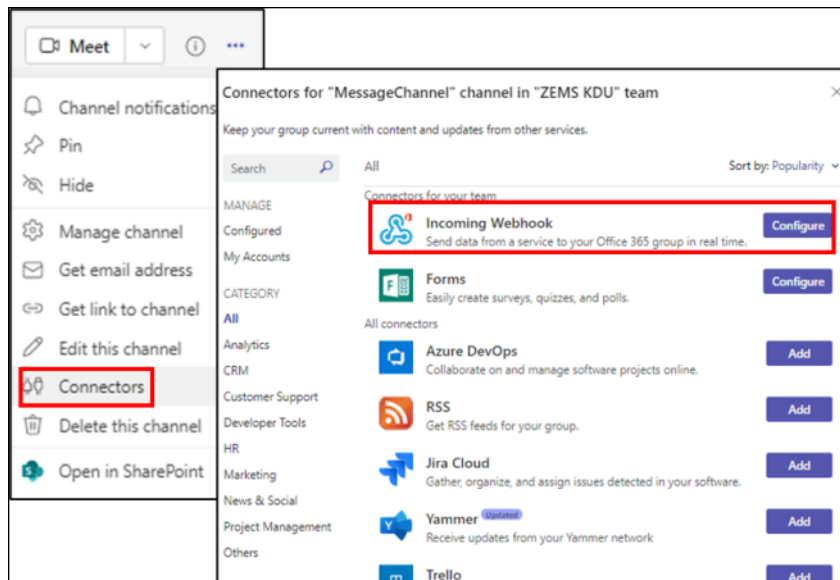 Meet
Channel notifications
Pin
Hide
Manage channel
Get email address
Get link to channel
Edit this channel
Connectors
Delete this channel
Open in SharePoint
Connectors for "MessageChannel" channel in "ZEMS KDU" team
Keep your group current with content and updates from other services.
Search
All
Sort by: Popularity
MANAGE
Configured
My Accounts
CATEGORY
All
Analytics
CRM
Customer Support
Developer Tools
HR
Marketing
News & Social
Project Management
Others
Connectors for your team
Incoming Webhook
Send data from a service to your Office 365 group in real time.
Configure
Forms
Easily create surveys, quizzes, and polls.
Configure
All connectors
Azure DevOps
Collaborate on and manage software projects online.
Add
RSS
Get RSS feeds for your group.
Add
Jira Cloud
Gather, organize, and assign issues detected in your software.
Add
Yammer Updated
Receive updates from your Yammer network
Add
Trello
Add